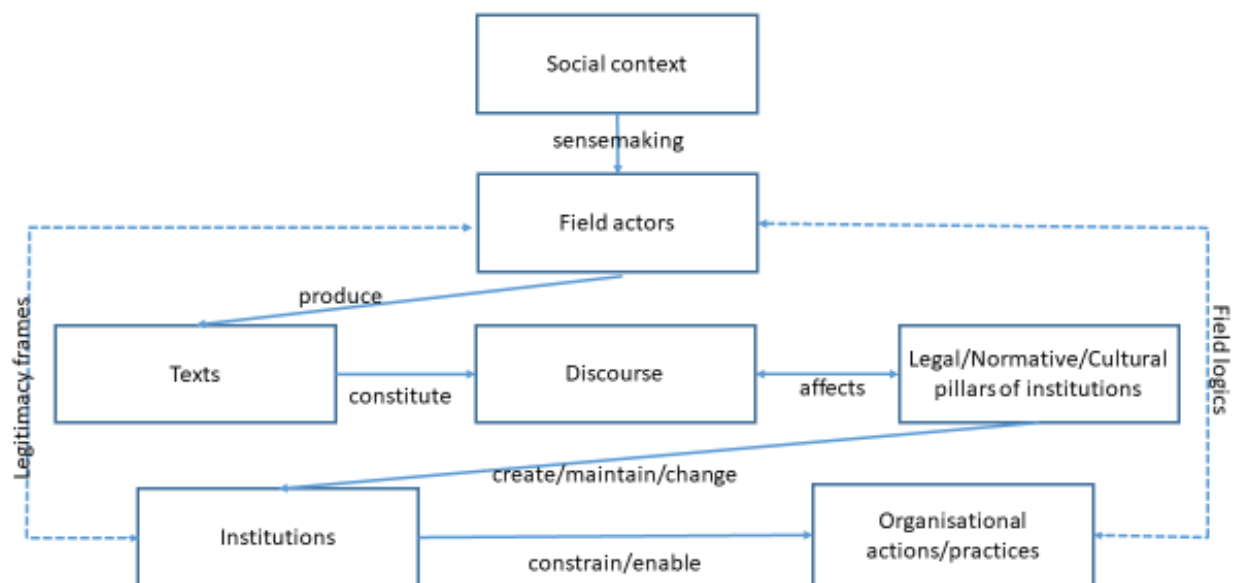 Social context
sensemaking
Field actors
produce
Legitimacy frames
Field logics
Texts
constitute
Discourse
affects
Legal/Normative/Cultural
pillars of institutions
create/maintain/change
Institutions
constrain/enable
Organisational
actions/practices